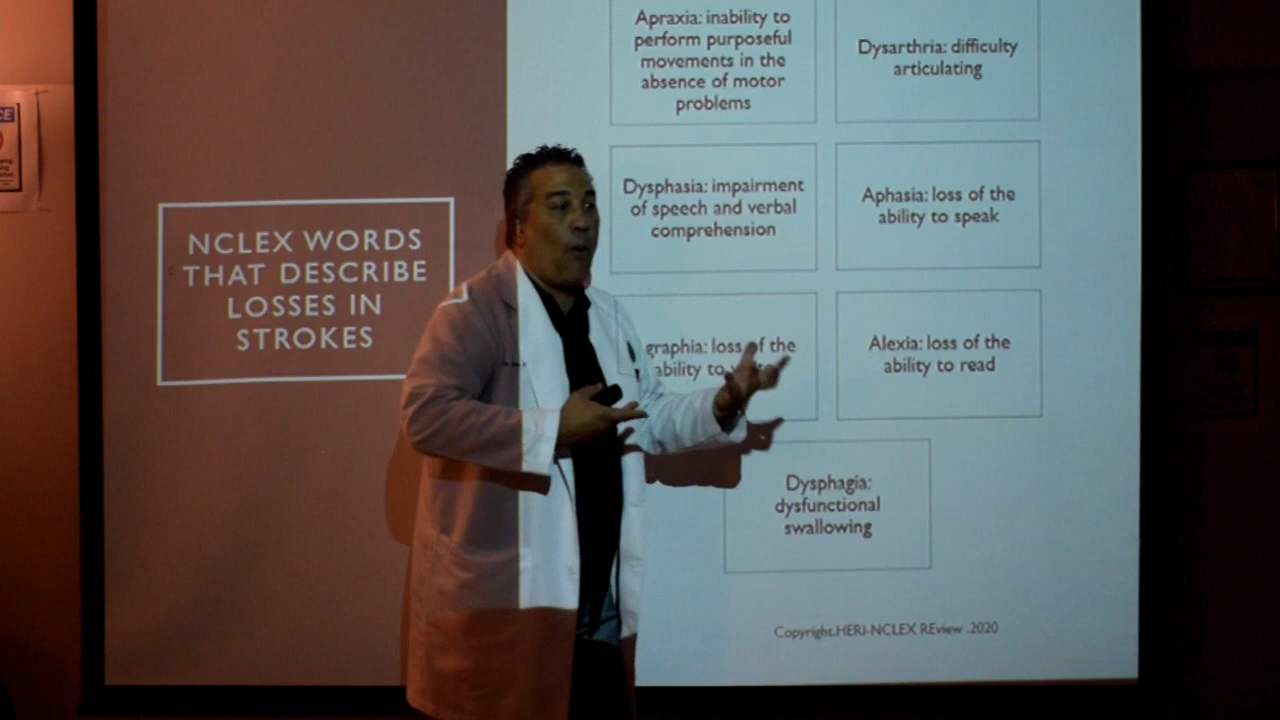 NCLEX WORDS
THAT DESCRIBE
LOSSES IN
STROKES
Apraxia: inability to
perform purposeful
movements in the
absence of motor
problems
Dysarthria: difficulty
articulating
Dysphasia: impairment
of speech and verbal
comprehension
Aphasia: loss of the
ability to speak
graphia: loss of the
ability to
Alexia: loss of the
ability to read
Dysphagia:
dysfunctional
swallowing
Copyright.HERI-NCLEX REview .2020